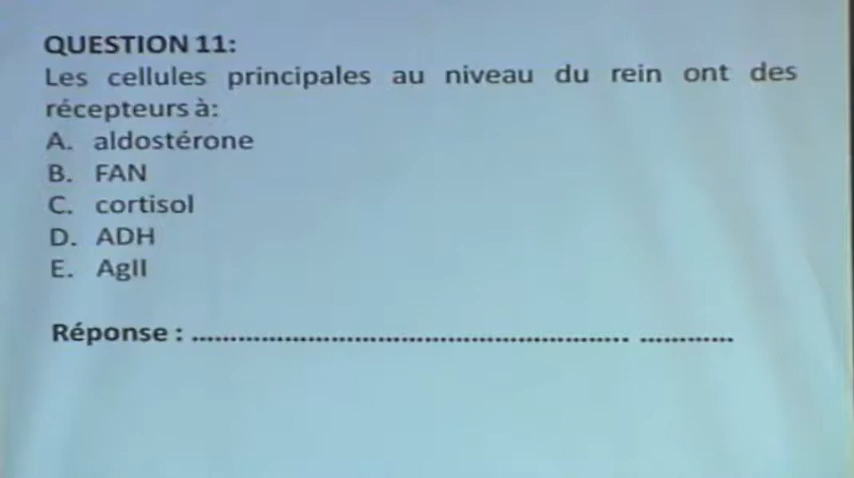 QUESTION 11:
Les cellules principales au niveau du rein ont des
récepteurs à:
A. aldostérone
B. FAN
C. cortisol
D. ADH
E. AgII
Réponse : ........................................................ ............